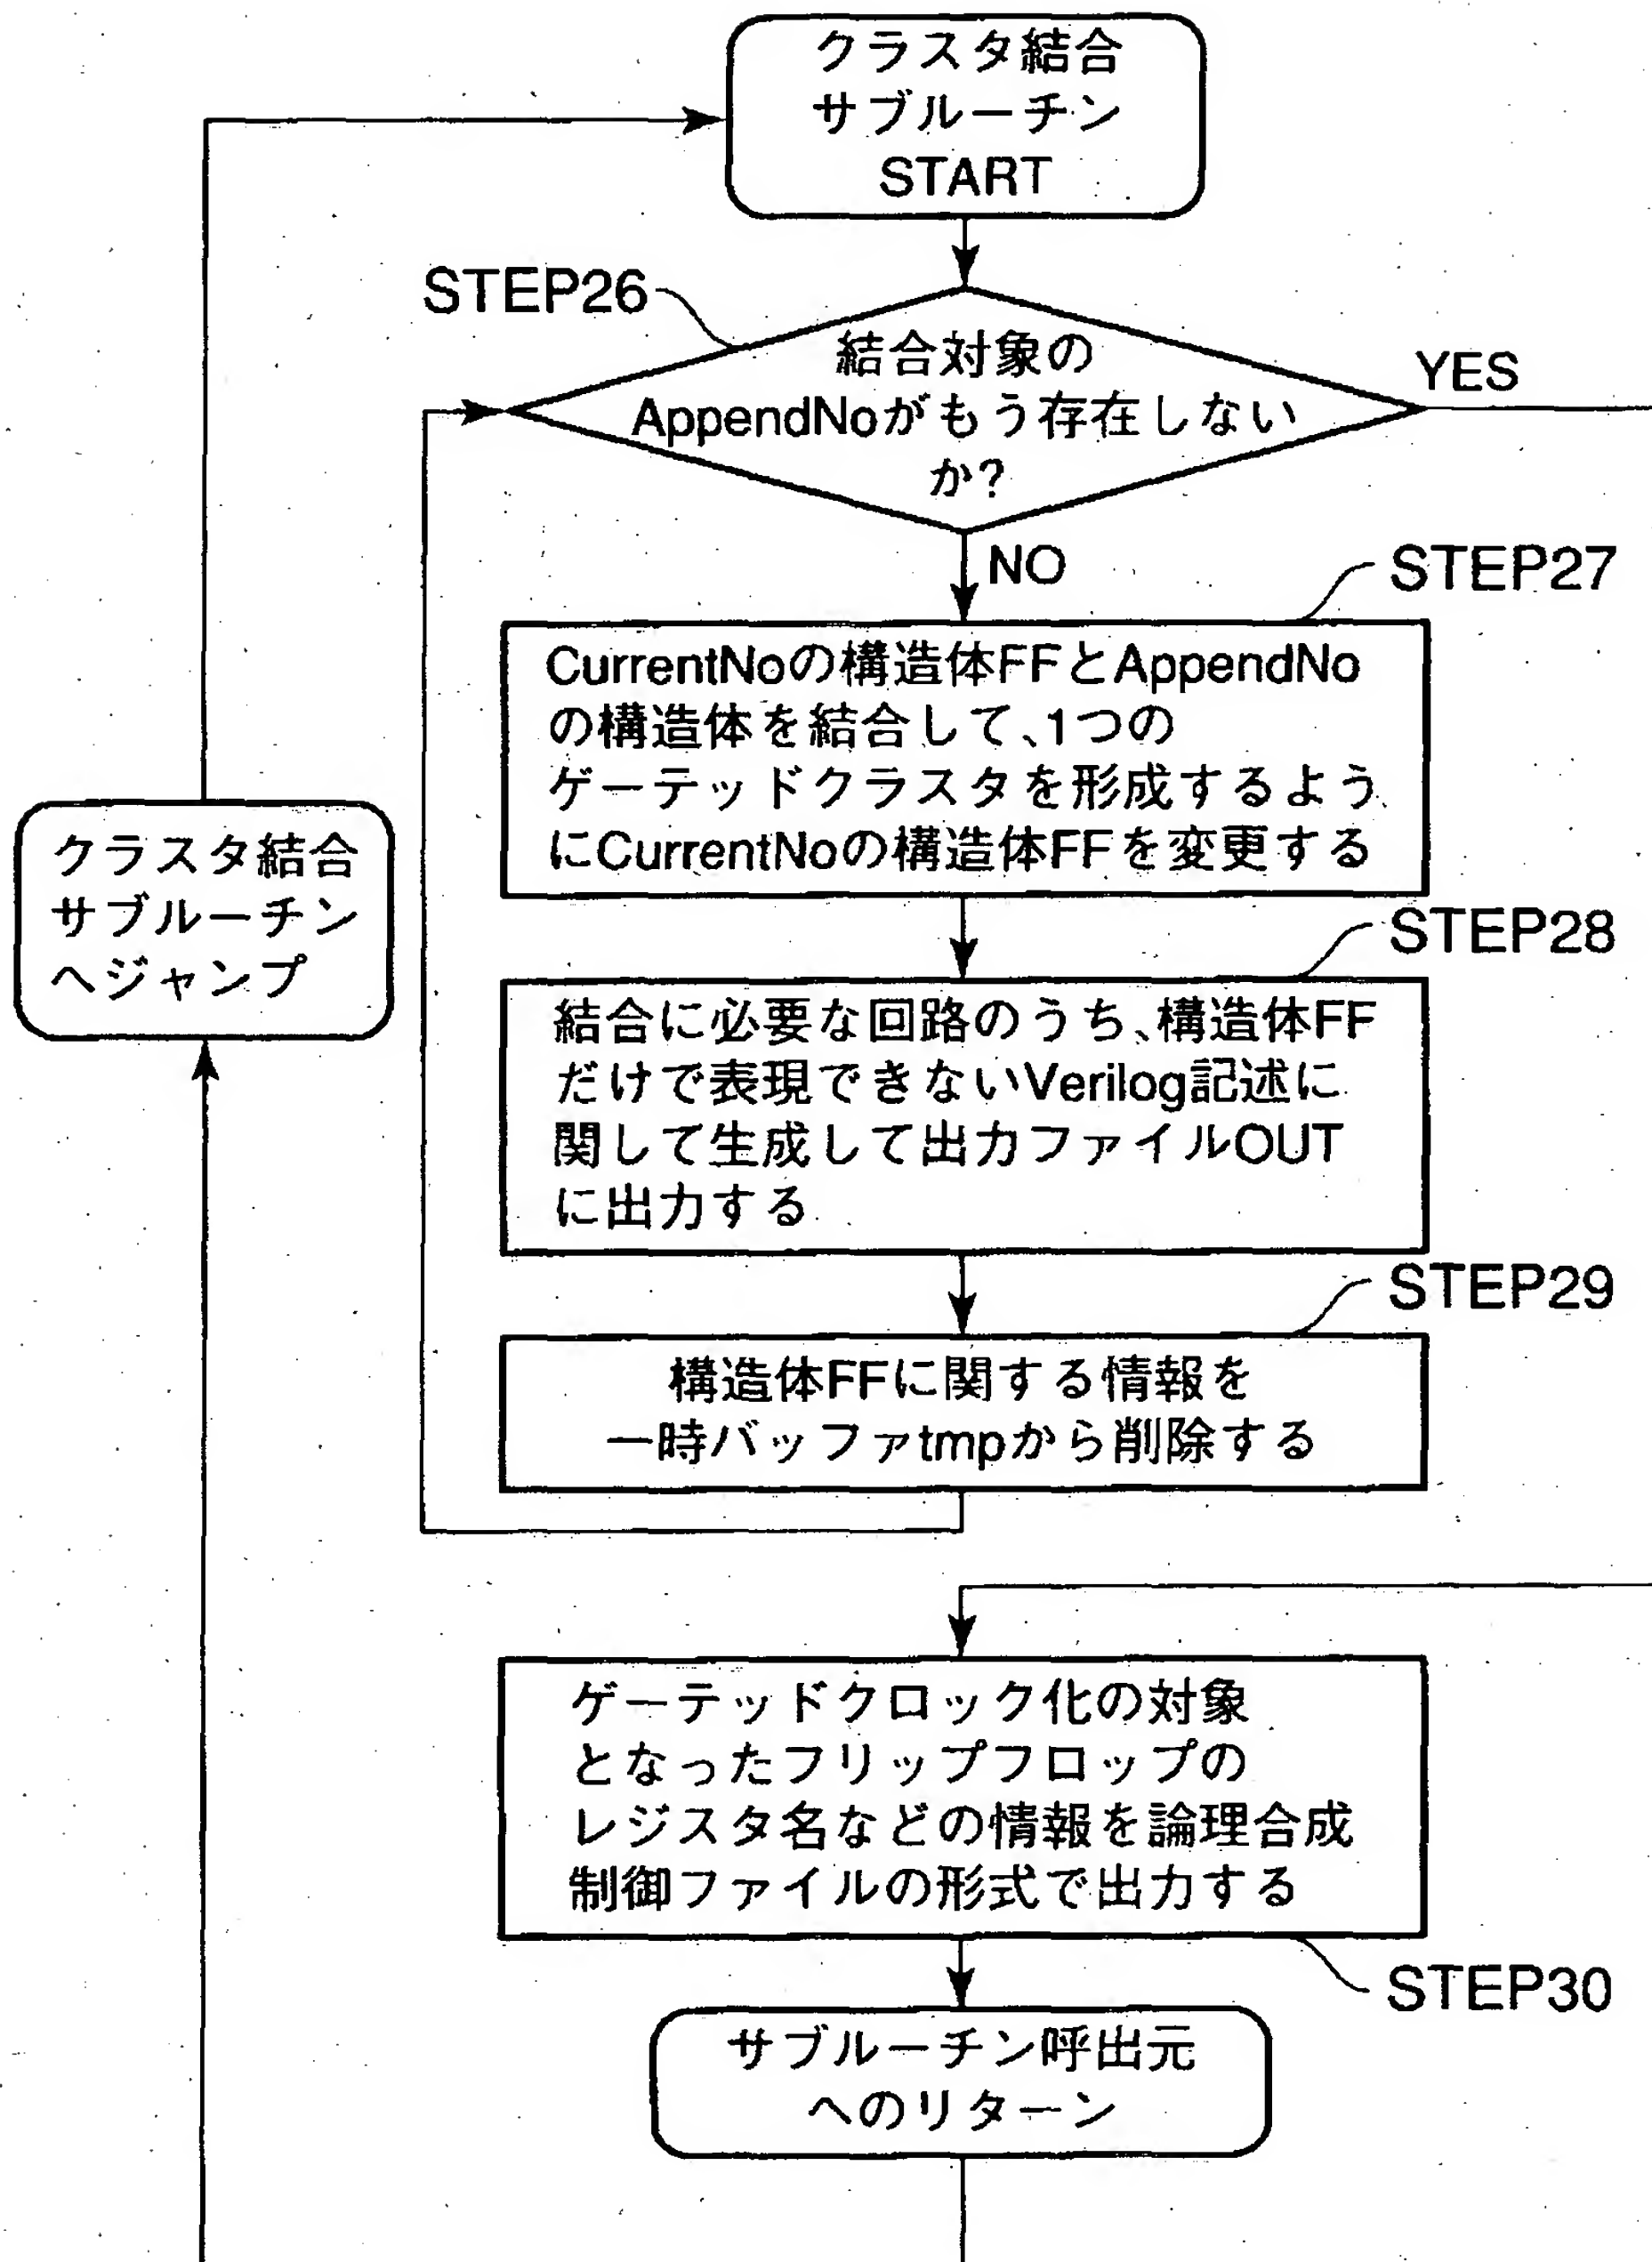 クラスタ結合
サブルーチン
START
STEP26
結合対象の
YES
AppendNoがもう存在しない
か?
NO
STEP27
CurrentNoの構造体FFとAppendNo
の構造体を結合して、1つの
ゲーテッドクラスタを形成するよう
にCurrentNoの構造体FFを変更する
クラスタ結合
サブルーチン
へジャンプ
STEP28
結合に必要な回路のうち、構造体FF
だけで表現できないVerilog記述に
関して生成して出力ファイルOUT
に出力する
STEP29
構造体FFに関する情報を
一時バッファtmpから削除する
ゲーテッドクロック化の対象
となったフリップフロップの
レジスタ名などの情報を論理合成
制御ファイルの形式で出力する
STEP30
サブルーチン呼出元
へのリターン